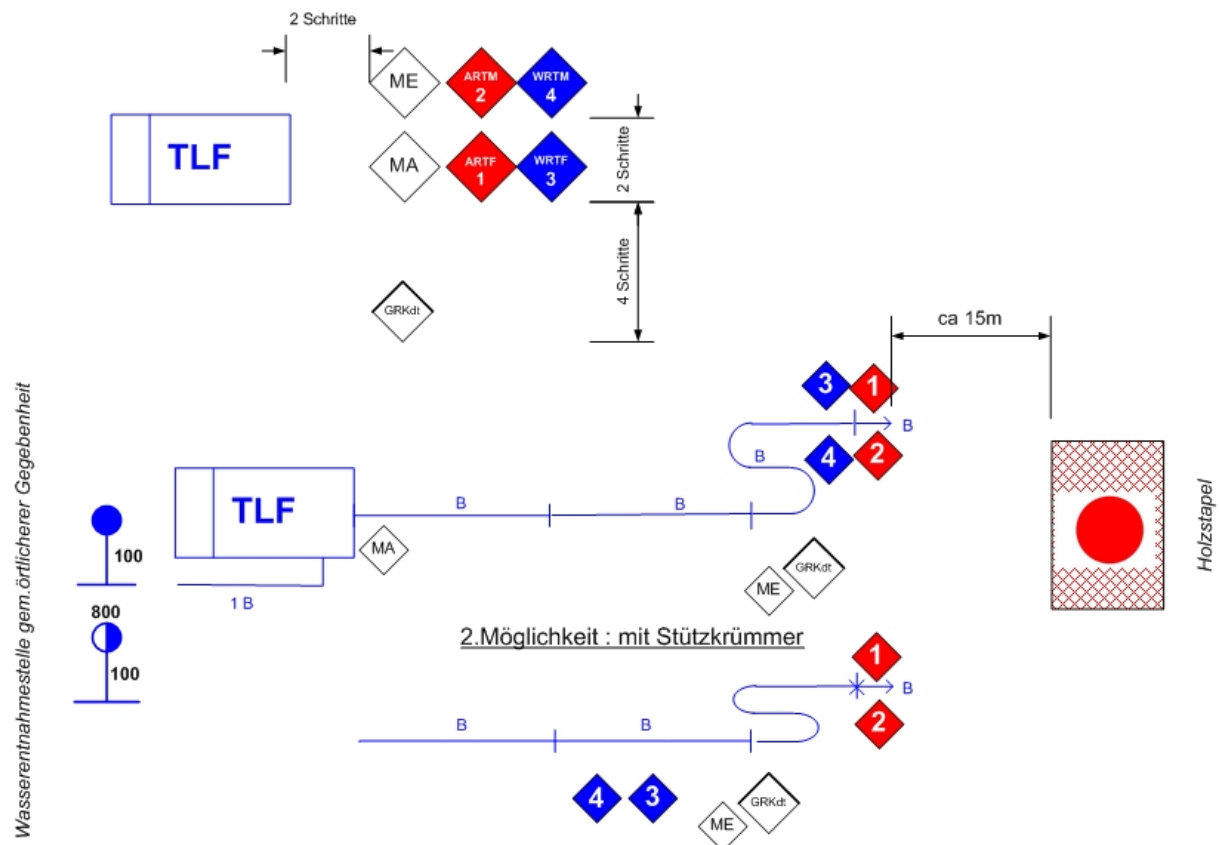 2 Schritte
ME
ARTM
2
WRTM
4
TLF
MA
ARTF
1
WRTF
3
2 Schritte
4 Schritte
GRKdt
ca 15m
3
1
B
B
4
2
TLF
B
B
MA
100
1 B
GRKdt
ME
Holzstapel
Wasserentnahmestelle gem.örtlicherer Gegebenheit
800
100
2.Möglichkeit : mit Stützkrümmer
1
B
2
B
B
4
3
GRKdt
ME